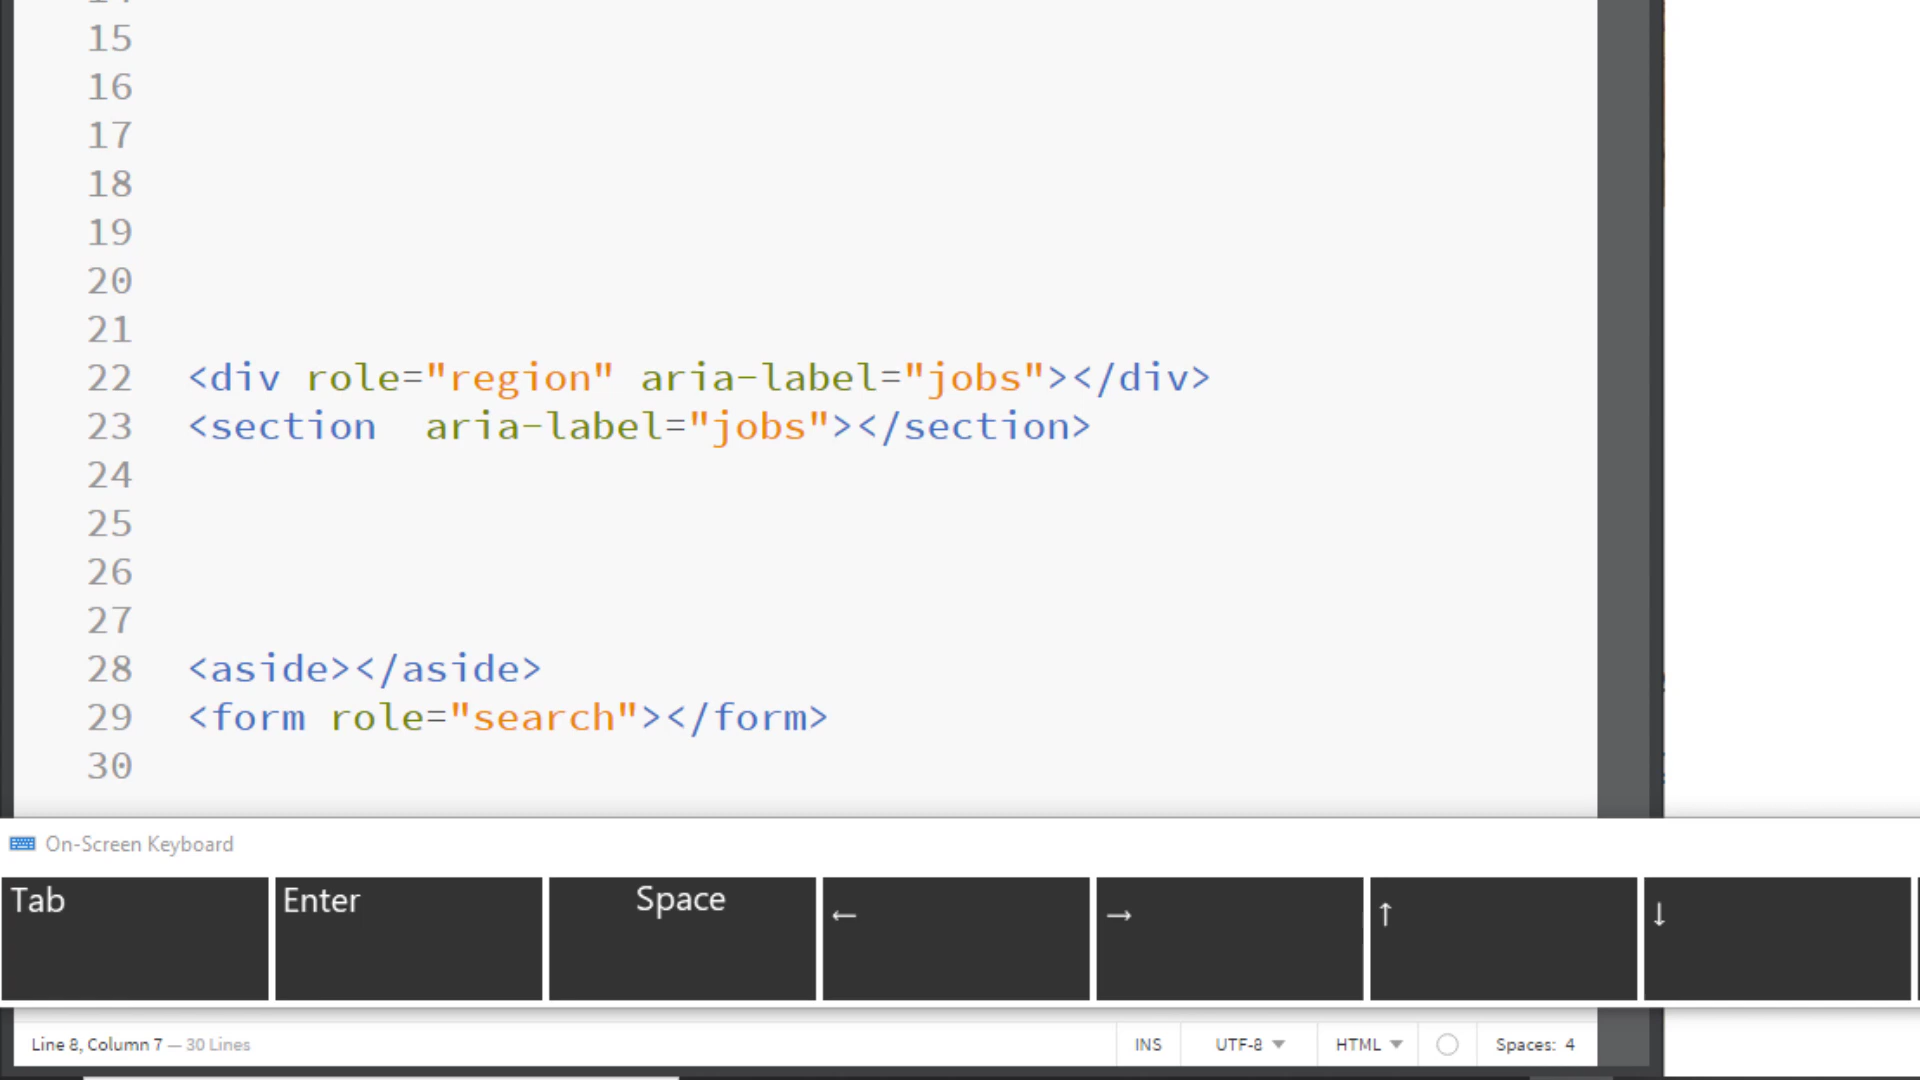 15
16
17
18
19
20
21
22 <div role="region" aria-label="jobs"></div>
23 <section  aria-label="jobs"></section>
24
25
26
27
28 <aside></aside>
29 <form role="search"></form>
30
On-Screen Keyboard
Tab Enter Space ← → ↑ ↓
Line 8, Column 7 — 30 Lines INS UTF-8 HTML Spaces: 4